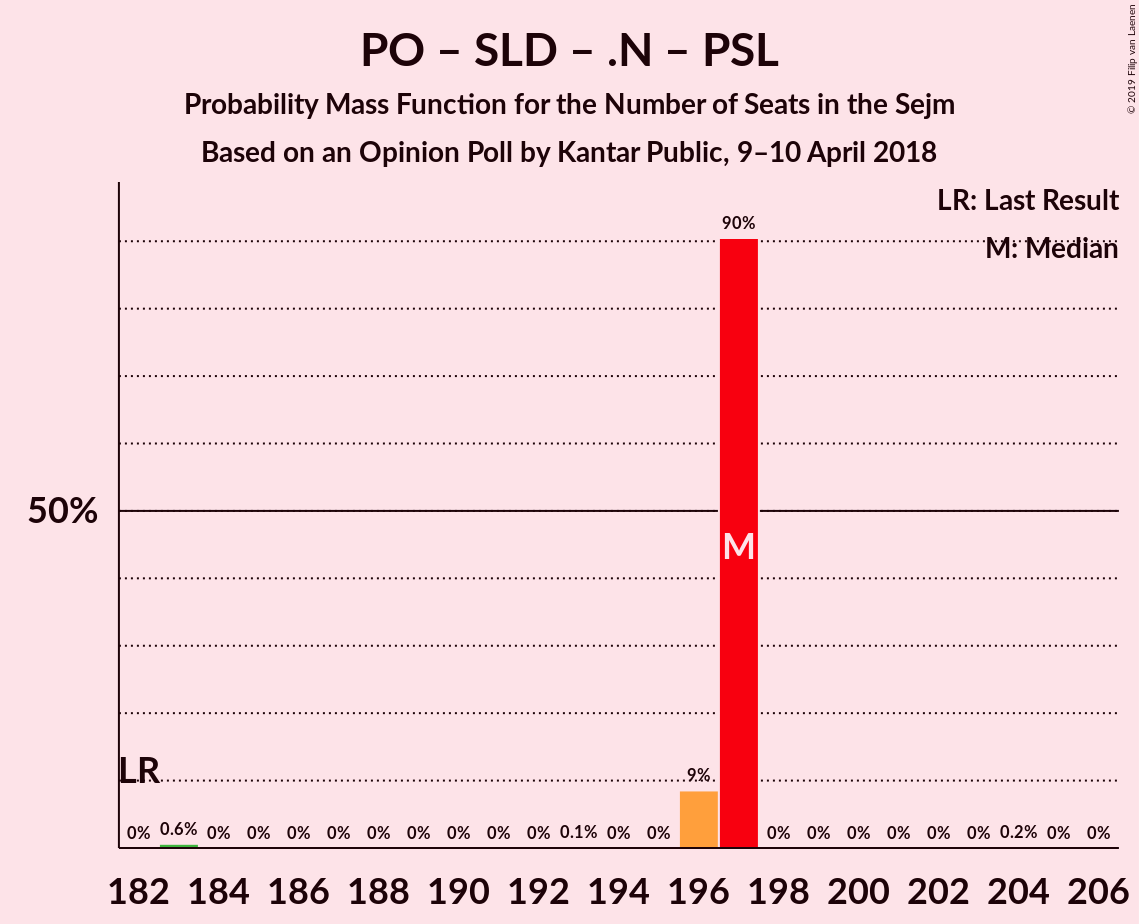 PO – SLD – .N – PSL
Probability Mass Function for the Number of Seats in the Sejm
Based on an Opinion Poll by Kantar Public, 9–10 April 2018
© 2019 Filip van Laenen
LR: Last Result
M: Median
90%
50%
M
LR
9%
0% 0.6% 0% 0% 0% 0% 0% 0% 0% 0% 0% 0.1% 0% 0% 0% 0% 0% 0% 0% 0% 0.2% 0% 0%
182 184 186 188 190 192 194 196 198 200 202 204 206